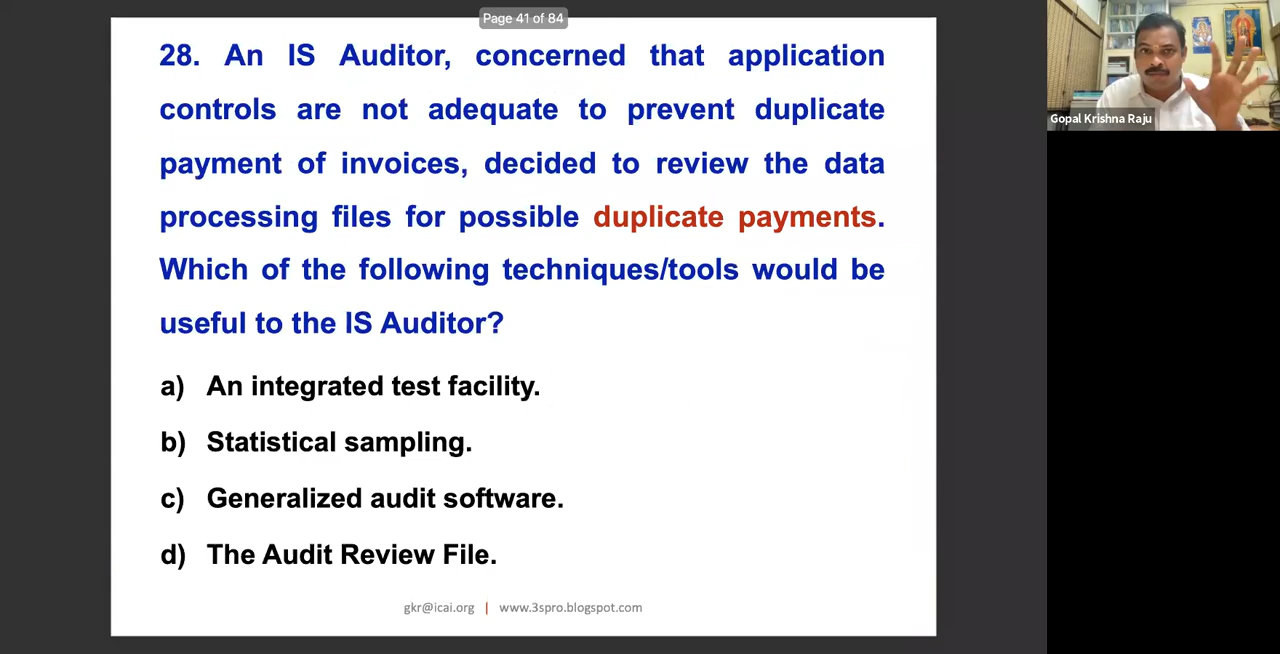 Page 41 of 84
28. An IS Auditor, concerned that application
controls are not adequate to prevent duplicate
payment of invoices, decided to review the data
processing files for possible duplicate payments.
Which of the following techniques/tools would be
useful to the IS Auditor?
a) An integrated test facility.
b) Statistical sampling.
c) Generalized audit software.
d) The Audit Review File.
gkr@icai.org | www.3spro.blogspot.com
Gopal Krishna Raju